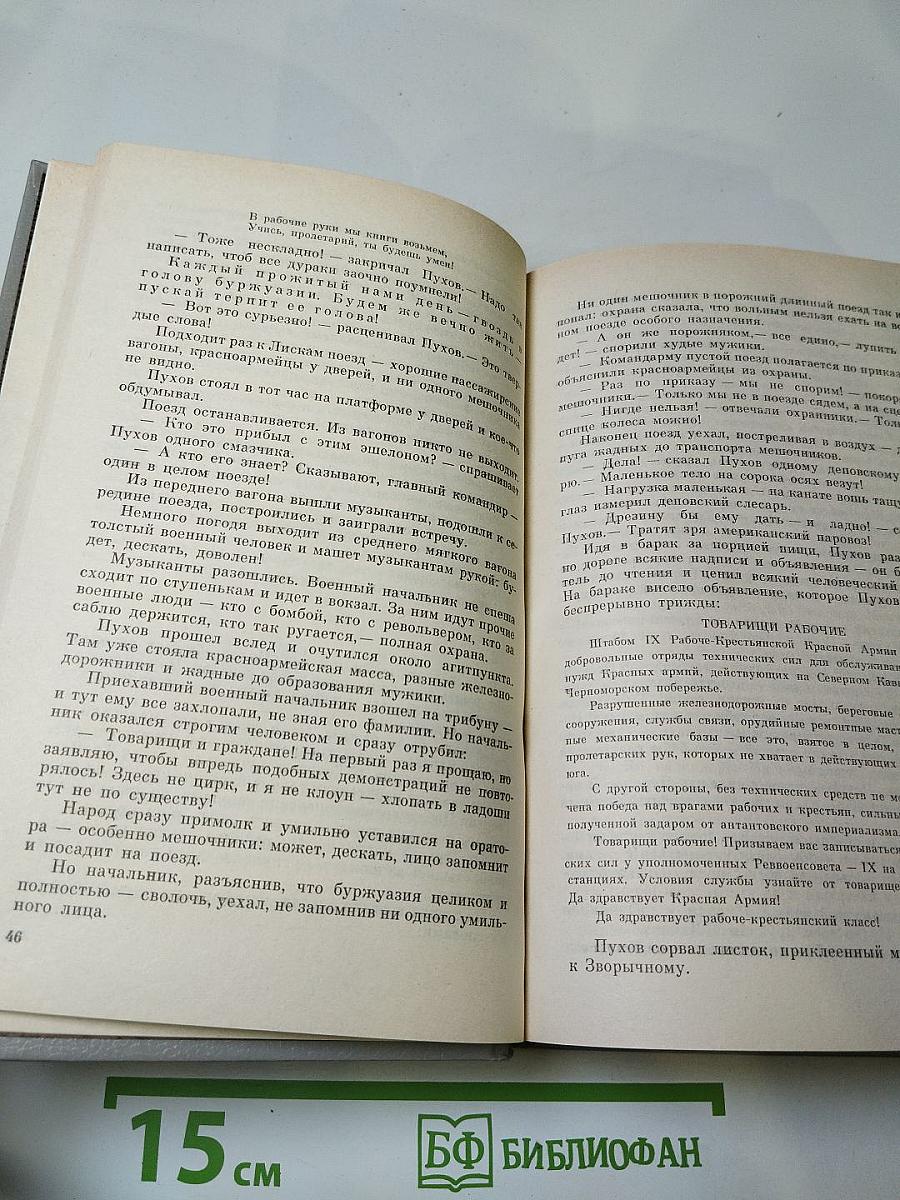 В рабочие руки мы книги возьмем,
Учись, пролетарий, ты будешь умен!
— Тоже нескладно! — закричал Пухов.— Надо так
написать, чтоб все дураки заочно поумнели!
Каждый прожитый нами день — гвоздь в
голову буржуазии. Будем же вечно жить,—
пускай терпит ее голова!
— Вот это сурьезно! — расценивал Пухов.— Это твер-
дые слова!
Подходит раз к Лискам поезд — хорошие пассажирские
вагоны, красноармейцы у дверей, и ни одного мешочника
не видно.
Пухов стоял в тот час на платформе у дверей и кое-что
обдумывал.
Поезд останавливается. Из вагонов никто не выходит.
— Кто это прибыл с этим эшелоном? — спрашивает
Пухов одного смазчика.
— А кто его знает? Сказывают, главный командир —
один в целом поезде!
Из переднего вагона вышли музыканты, подошли к се-
редине поезда, построились и заиграли встречу.
Немного погодя выходит из среднего мягкого вагона
толстый военный человек и машет музыкантам рукой: бу-
дет, дескать, доволен!
Музыканты разошлись. Военный начальник не спеша
сходит по ступенькам и идет в вокзал. За ним идут прочие
военные люди — кто с бомбой, кто с револьвером, кто за
саблю держится, кто так ругается,— полная охрана.
Пухов прошел вслед и очутился около агитпункта.
Там уже стояла красноармейская масса, разные железно-
дорожники и жадные до образования мужики.
Приехавший военный начальник взошел на трибуну —
и тут ему все захлопали, не зная его фамилии. Но началь-
ник оказался строгим человеком и сразу отрубил:
— Товарищи и граждане! На первый раз я прощаю, но
заявляю, чтобы впредь подобных демонстраций не повто-
рялось! Здесь не цирк, и я не клоун — хлопать в ладоши
тут не по существу!
Народ сразу примолк и умильно уставился на орато-
ра — особенно мешочники: может, дескать, лицо запомнит
и посадит на поезд.
Но начальник, разъяснив, что буржуазия целиком и
полностью — сволочь, уехал, не запомнив ни одного умиль-
ного лица.
46
Ни один мешочник в порожний длинный поезд так и
попал: охрана сказала, что вольным нельзя ехать на во
ном поезде особого назначения.
— А он же порожняком,— все едино,— лупить
дет! — спорили худые мужики.
— Командарму пустой поезд полагается по приказ
объяснили красноармейцы из охраны.
— Раз по приказу — мы не спорим! — покор
мешочники.— Только мы не в поезде сядем, а на сце
— Нигде нельзя! — отвечали охранники.— Толь
спице колеса можно!
Наконец поезд уехал, постреливая в воздух — д
пуга жадных до транспорта мешочников.
— Дела! — сказал Пухов одному деповскому
рю.— Маленькое тело на сорока осях везут!
— Нагрузка маленькая — на канате вошь тащу
глаз измерил деповский слесарь.
— Дрезину бы ему дать — и ладно! — с
Пухов.— Тратят зря американский паровоз!
Идя в барак за порцией пищи, Пухов раз
по дороге всякие надписи и объявления — он б
тель до чтения и ценил всякий человеческий
На бараке висело объявление, которое Пухов
беспрерывно трижды:
ТОВАРИЩИ РАБОЧИЕ
Штабом IX Рабоче-Крестьянской Красной Армии
добровольные отряды технических сил для обслуживан
нужд Красных армий, действующих на Северном Кав
Черноморском побережье.
Разрушенные железнодорожные мосты, береговые
сооружения, службы связи, орудийные ремонтные маст
ные механические базы — все это, взятое в целом,
пролетарских рук, которых не хватает в действующих
юга.
С другой стороны, без технических средств не мо
чена победа над врагами рабочих и крестьян, сильны
полученной задаром от антантовского империализма.
Товарищи рабочие! Призываем вас записыватьс
ских сил у уполномоченных Реввоенсовета — IX на
станциях. Условия службы узнайте от товарище
Да здравствует Красная Армия!
Да здравствует рабоче-крестьянский класс!
Пухов сорвал листок, приклеенный м
к Зворычному.
15 см
БФ БИБЛИОФАН